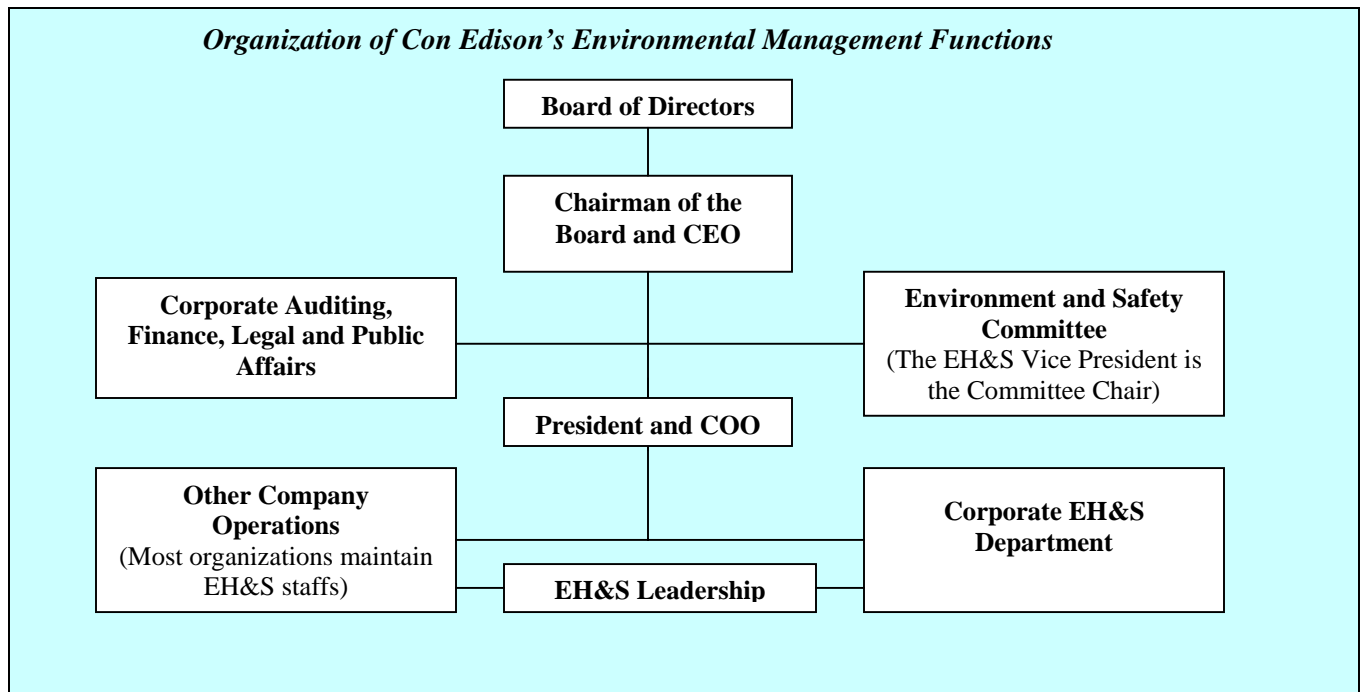 Organization of Con Edison's Environmental Management Functions
Board of Directors
Chairman of the
Board and CEO
Corporate Auditing,
Finance, Legal and Public
Affairs
Environment and Safety
Committee
(The EH&S Vice President is
the Committee Chair)
President and COO
Other Company
Operations
(Most organizations maintain
EH&S staffs)
Corporate EH&S
Department
EH&S Leadership